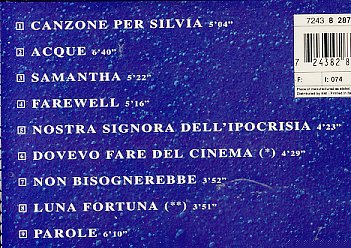 1 CANZONE PER SILVIA 5'04"
2 ACQUE 6'40"
3 SAMANTHA 5'22"
4 FAREWELL 5'16"
5 NOSTRA SIGNORA DELL'IPOCRISIA 4'23"
6 DOVEVO FARE DEL CINEMA (*) 4'29"
7 NON BISOGNEREBBE 3'52"
8 LUNA FORTUNA (**) 3'51"
9 PAROLE 6'10"
7243 8 287
7 24382 8
F: I: 074